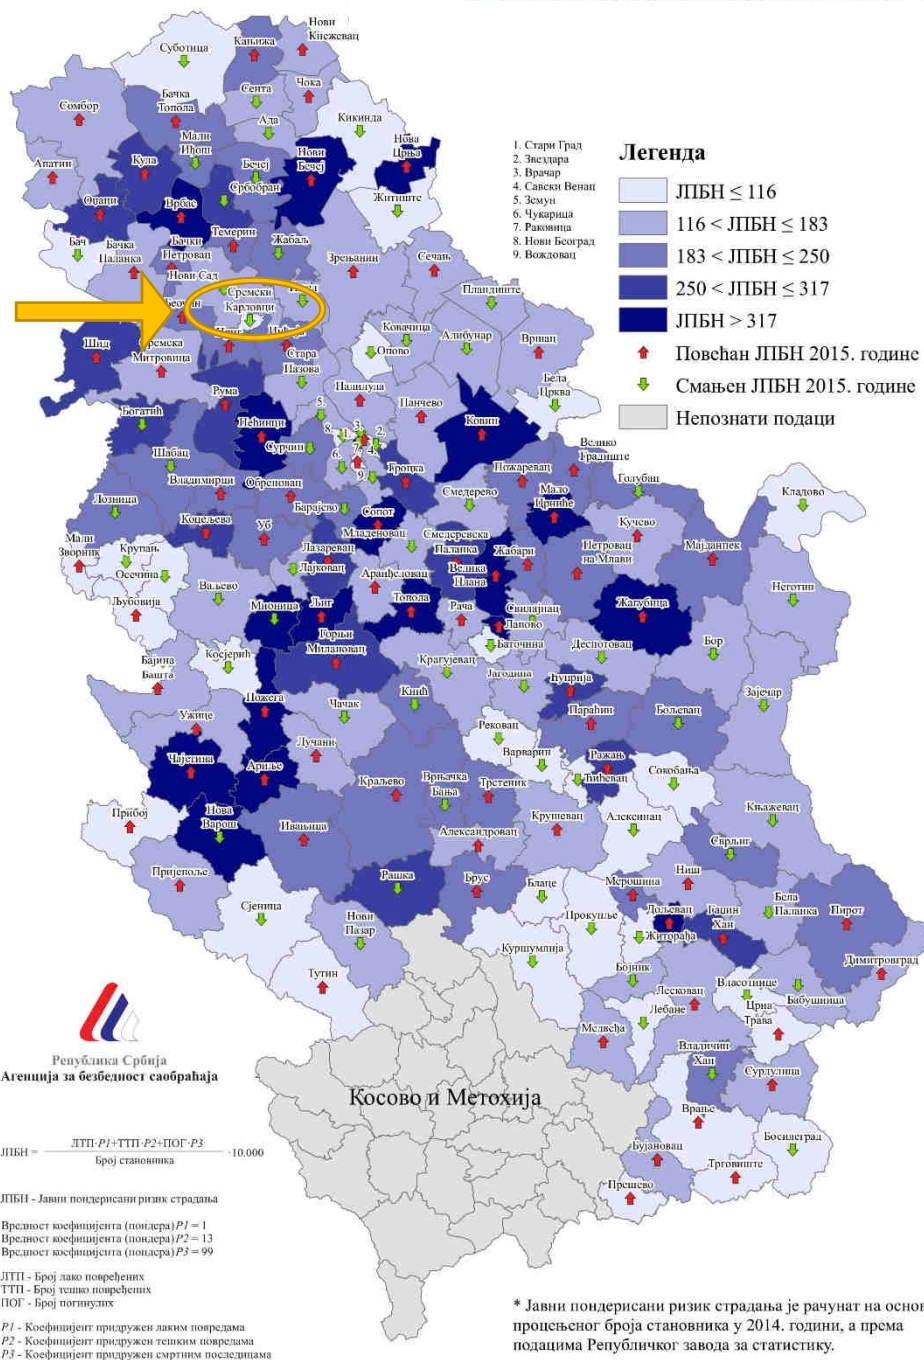 Нови
Кнежевац
Суботица
Кањижа
Сомбор
Бачка
Топола
Сента
Чока
Ада
Кикинда
Мали
Иђош
Нова
Црња
Апатин
Кула
Бечеј
Нови
Бечеј
Србобран
Оџаци
Врбас
Житиште
Темерин
Бач
Бачка
Паланка
Бачки
Петровац
Жабаљ
Зрењанин
Сечањ
Нови Сад
Сремски
Карловци
Пландиште
Шид
Сремска
Митровица
Ковачица
Опово
Алибунар
Вршац
Стара
Пазова
Бела
Црква
Рума
Палилула
Панчево
Богатић
Пећинци
Ковин
5.
8.
1.
3.
2.
4.
7.
6.
9.
Сурчин
Шабац
Гроцка
Велико
Градиште
Пожаревац
Голубац
Владимирци
Обреновац
Смедерево
Мало
Црниће
Кладово
Лозница
Барајево
Сопот
Кучево
Коцељева
Уб
Младеновац
Смедеревска
Паланка
Мали
Зворник
Крупањ
Лазаревац
Жабари
Петровац
на Млави
Мајданпек
Осечина
Лајковац
Аранђеловац
Велика
Плана
Неготин
Љубовија
Ваљево
Мионица
Љиг
Топола
Рача
Свилајнац
Лапово
Жагубица
Горњи
Милановац
Баточина
Деспотовац
Бор
Косјерић
Бајина
Башта
Крагујевац
Јагодина
Ћуприја
Зајечар
Пожега
Чачак
Кнић
Параћин
Бољевац
Ужице
Лучани
Рековац
Варварин
Ражањ
Чајетина
Ариље
Краљево
Врњачка
Бања
Трстеник
Ћићевац
Сокобања
Прибој
Нова
Варош
Ивањица
Александровац
Крушевац
Алексинац
Књажевац
Сврљиг
Пријепоље
Рашка
Брус
Блаце
Мерошина
Ниш
Бела
Паланка
Пирот
Сјеница
Нови
Пазар
Прокупље
Дољевац
Гаџин
Хан
Житорађа
Куршумлија
Димитровград
Тутин
Бојник
Власотинце
Бабушница
Лесковац
Црна
Трава
Лебане
Медвеђа
Владичин
Хан
Сурдулица
Врање
Босилеград
Бујановац
Трговиште
Прешево
Косово и Метохија
1. Стари Град
2. Звездара
3. Врачар
4. Савски Венац
5. Земун
6. Чукарица
7. Раковица
8. Нови Београд
9. Вождовац
Легенда
ЈПБН ≤ 116
116 < ЈПБН ≤ 183
183 < ЈПБН ≤ 250
250 < ЈПБН ≤ 317
ЈПБН > 317
Повећан ЈПБН 2015. године
Смањен ЈПБН 2015. године
Непознати подаци
Република Србија
Агенција за безбедност саобраћаја
ЈПБН = ЛТП·P1+ТТП·P2+ПОГ·P3 ·10.000
Број становника
ЈПБН - Јавни пондерисани ризик страдања
Вредност коефицијента (пондера) P1 = 1
Вредност коефицијента (пондера) P2 = 13
Вредност коефицијента (пондера) P3 = 99
ЛТП - Број лако повређених
ТТП - Број тешко повређених
ПОГ - Број погинулих
P1 - Коефицијент придружен лаким повредама
P2 - Коефицијент придружен тешким повредама
P3 - Коефицијент придружен смртним последицама
* Јавни пондерисани ризик страдања је рачунат на основ
процењеног броја становника у 2014. години, а према
подацима Републичког завода за статистику.